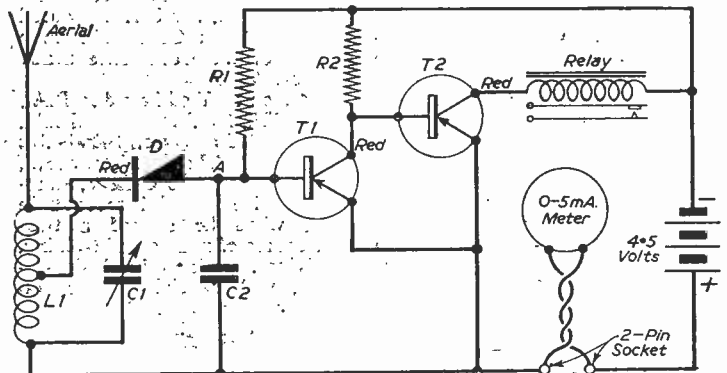 Aerial
R1
R2
T1
T2
Red
Red
Relay
Red
D
A
L1
C1
C2
0-5mA.
Meter
4•5
Volts
-
+
2-Pin
Socket